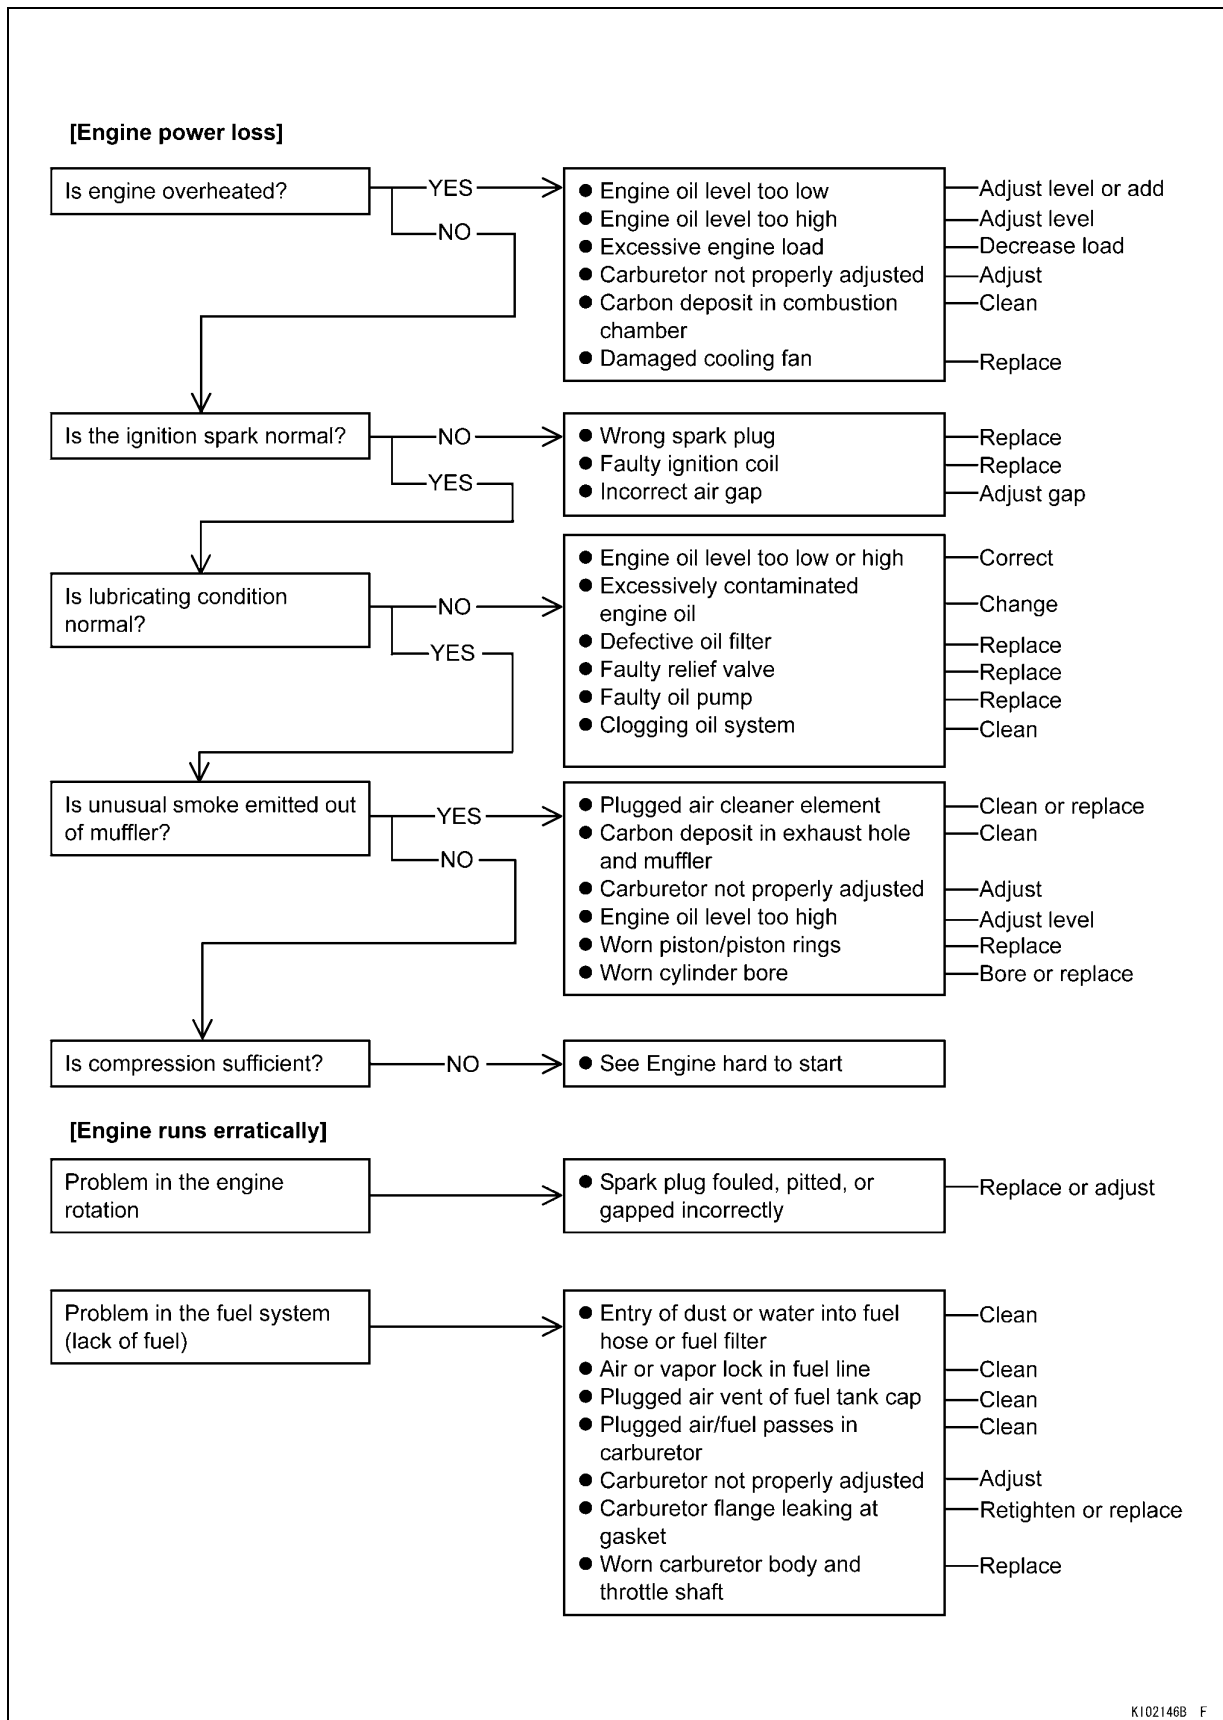 [Engine power loss]
Is engine overheated?
YES
NO
● Engine oil level too low
Adjust level or add
● Engine oil level too high
Adjust level
● Excessive engine load
Decrease load
● Carburetor not properly adjusted
Adjust
● Carbon deposit in combustion
chamber
Clean
● Damaged cooling fan
Replace
Is the ignition spark normal?
NO
YES
● Wrong spark plug
Replace
● Faulty ignition coil
Replace
● Incorrect air gap
Adjust gap
Is lubricating condition
normal?
NO
YES
● Engine oil level too low or high
Correct
● Excessively contaminated
engine oil
Change
● Defective oil filter
Replace
● Faulty relief valve
Replace
● Faulty oil pump
Replace
● Clogging oil system
Clean
Is unusual smoke emitted out
of muffler?
YES
NO
● Plugged air cleaner element
Clean or replace
● Carbon deposit in exhaust hole
and muffler
Clean
● Carburetor not properly adjusted
Adjust
● Engine oil level too high
Adjust level
● Worn piston/piston rings
Replace
● Worn cylinder bore
Bore or replace
Is compression sufficient?
NO
● See Engine hard to start
[Engine runs erratically]
Problem in the engine
rotation
● Spark plug fouled, pitted, or
gapped incorrectly
Replace or adjust
Problem in the fuel system
(lack of fuel)
● Entry of dust or water into fuel
hose or fuel filter
Clean
● Air or vapor lock in fuel line
Clean
● Plugged air vent of fuel tank cap
Clean
● Plugged air/fuel passes in
carburetor
Clean
● Carburetor not properly adjusted
Adjust
● Carburetor flange leaking at
gasket
Retighten or replace
● Worn carburetor body and
throttle shaft
Replace
KI02146B F